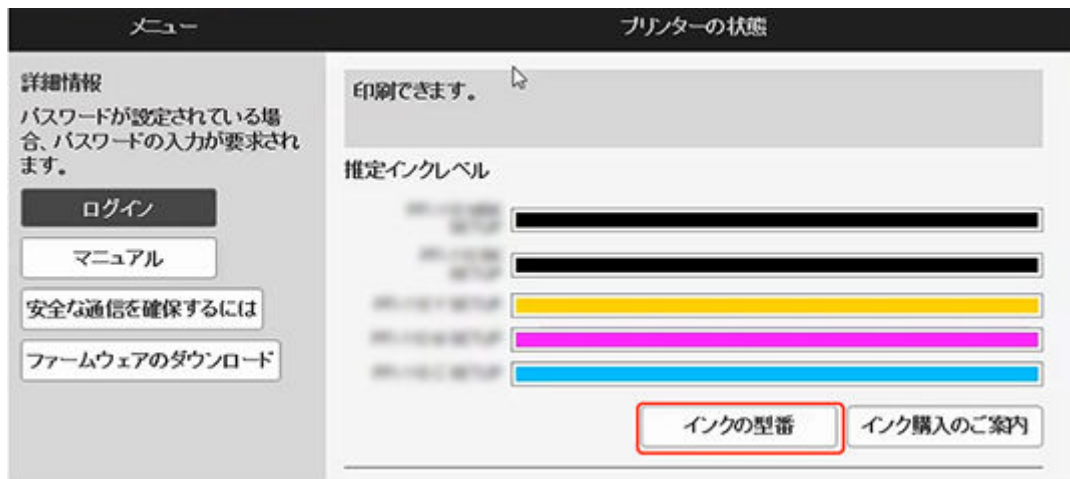 メニュー
プリンターの状態
詳細情報
パスワードが設定されている場
合、パスワードの入力が要求され
ます。
ログイン
マニュアル
安全な通信を確保するには
ファームウェアのダウンロード
印刷できます。
推定インクレベル
インクの型番
インク購入のご案内